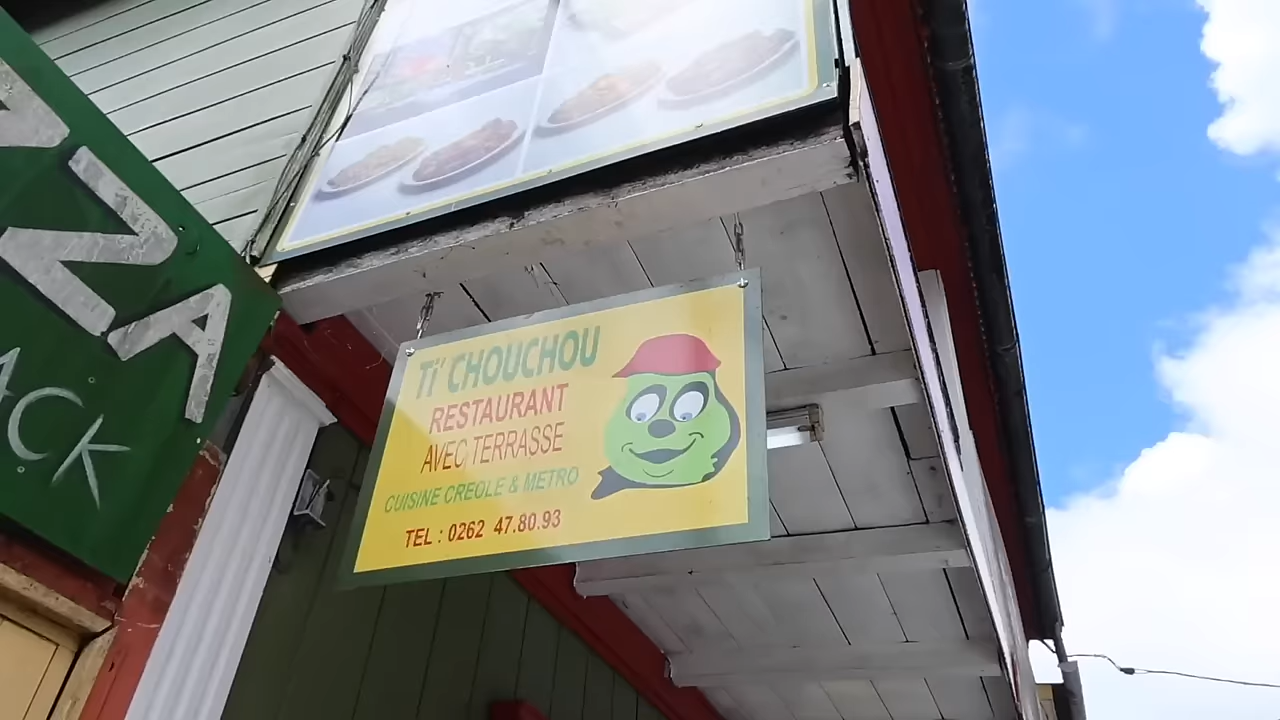 ZA
ACK
Ti' CHOUCHOU
RESTAURANT
AVEC TERRASSE
CUISINE CREOLE & METRO
TEL : 0262 47.80.93